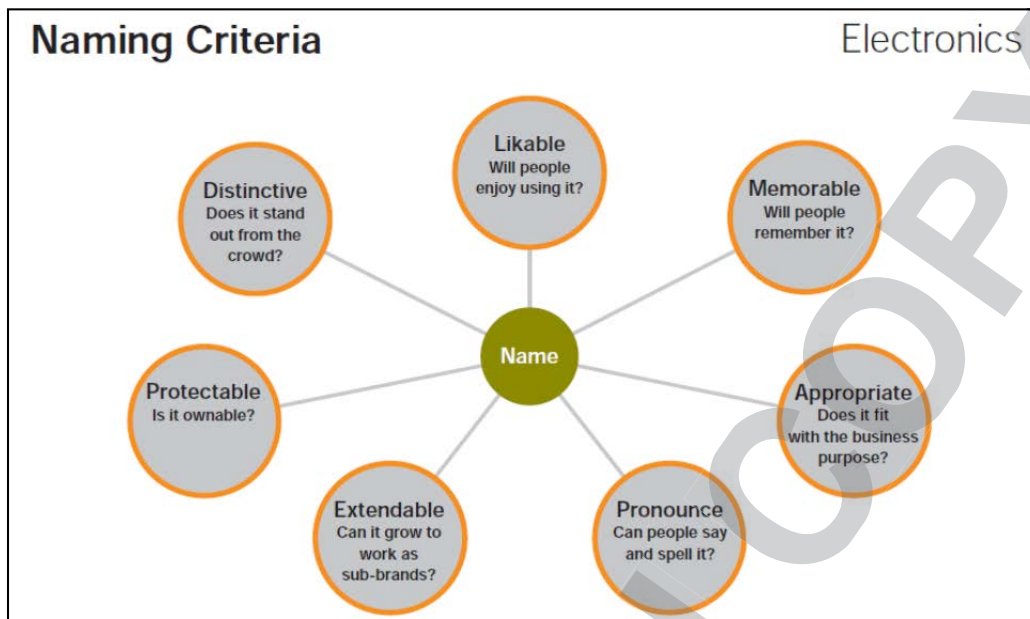 Naming Criteria
Electronics
Likable
Will people
enjoy using it?
Distinctive
Does it stand
out from the
crowd?
Memorable
Will people
remember it?
Name
Protectable
Is it ownable?
Appropriate
Does it fit
with the business
purpose?
Extendable
Can it grow to
work as
sub-brands?
Pronounce
Can people say
and spell it?
COPY